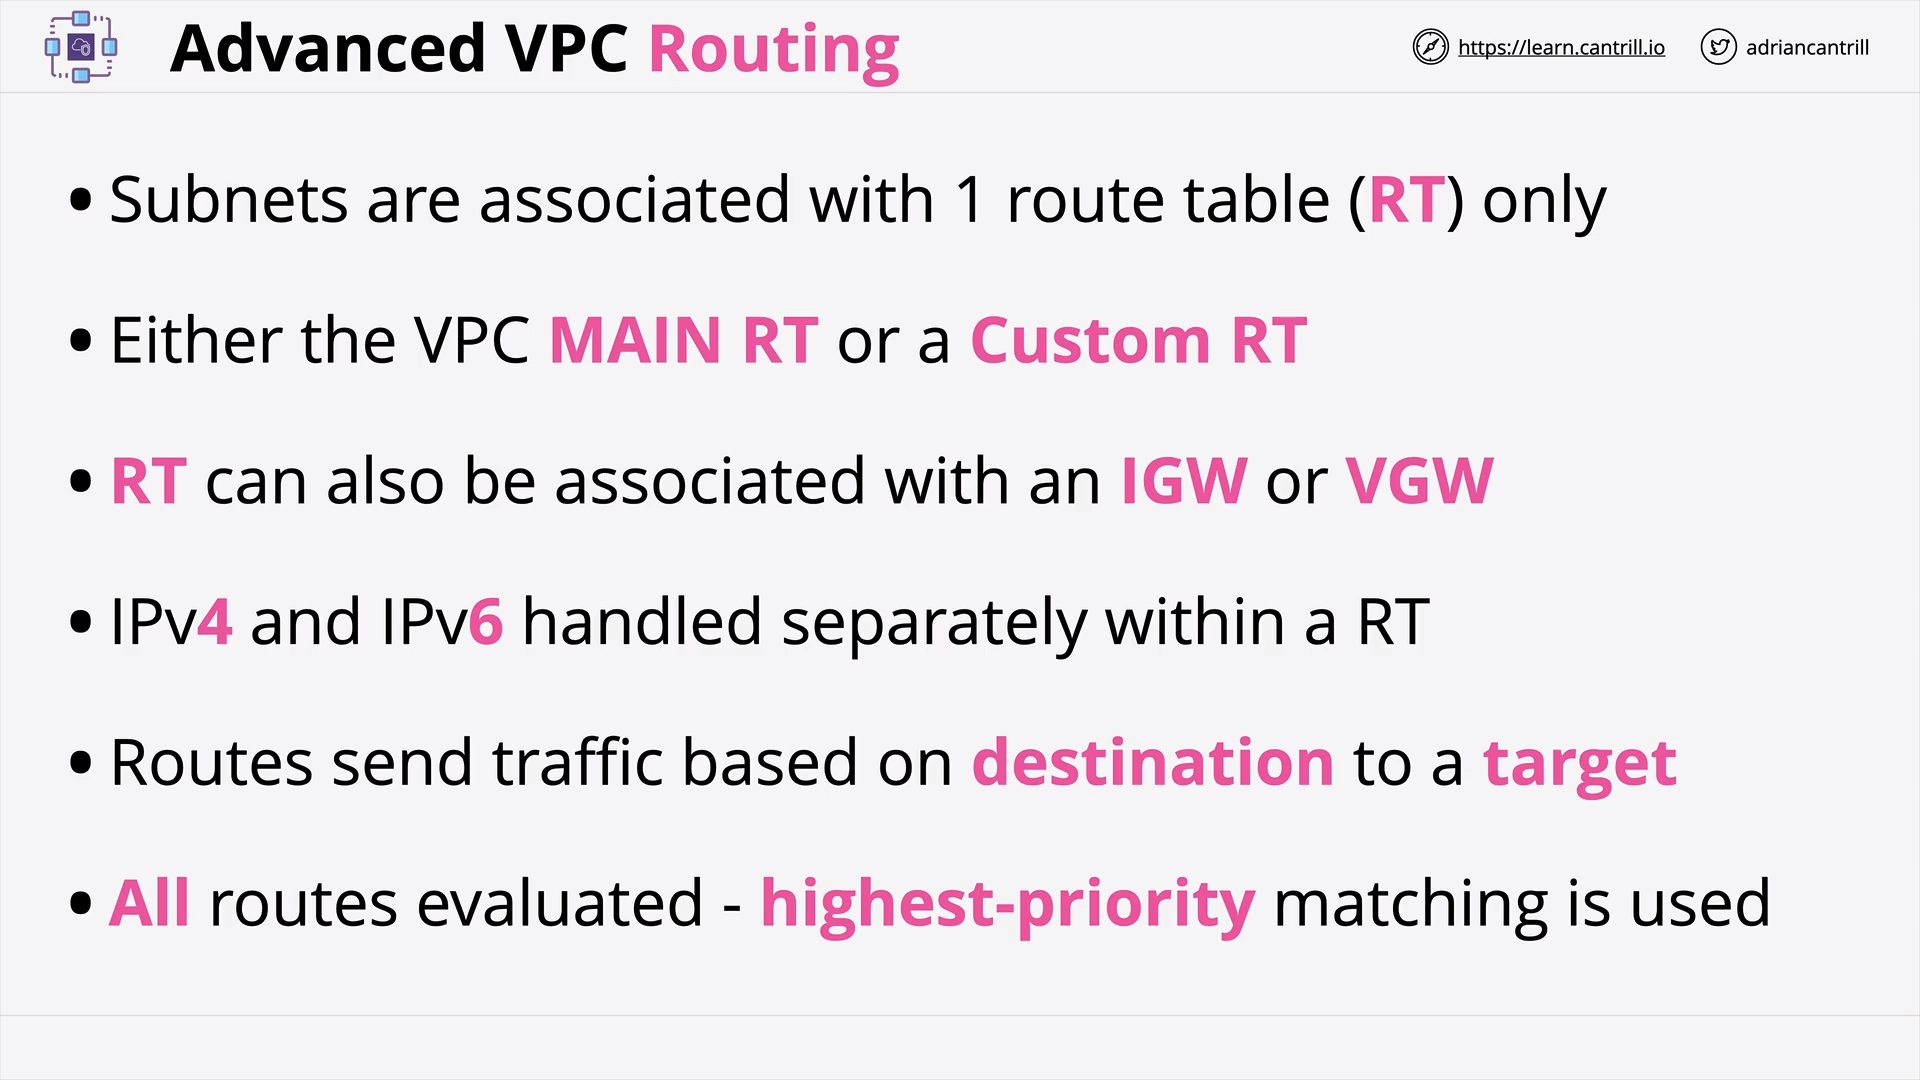 Advanced VPC Routing
https://learn.cantrill.io
adriancantrill
• Subnets are associated with 1 route table (RT) only
• Either the VPC MAIN RT or a Custom RT
• RT can also be associated with an IGW or VGW
• IPv4 and IPv6 handled separately within a RT
• Routes send traffic based on destination to a target
• All routes evaluated - highest-priority matching is used